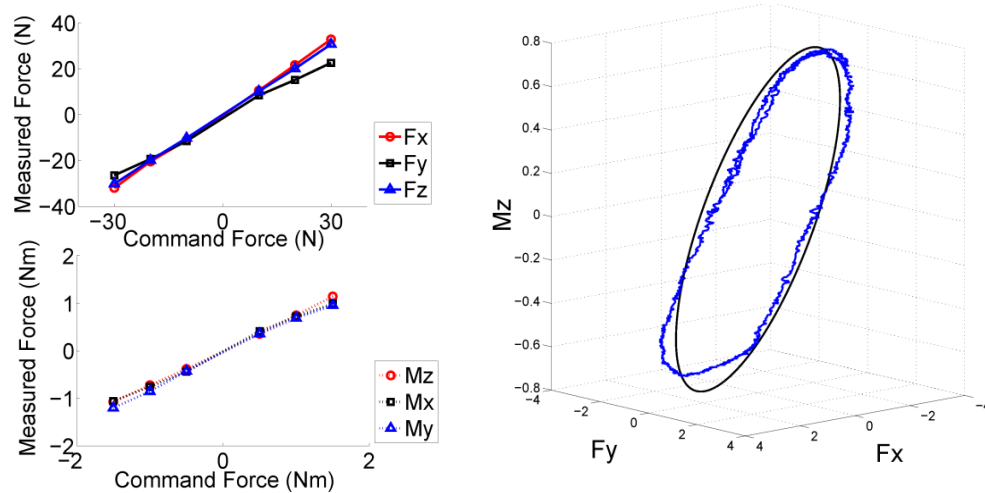 Measured Force (N)
40
20
0
−20
−40
−30
0
30
Command Force (N)
Fx
Fy
Fz
Measured Force (Nm)
2
1
0
−1
−2
−2
0
2
Command Force (Nm)
Mz
Mx
My
Mz
0.8
0.6
0.4
0.2
0
−0.2
−0.4
−0.6
−0.8
−4
−2
0
2
4
Fy
4
2
0
−2
−4
Fx